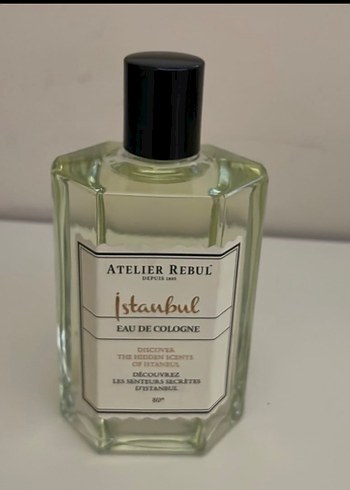 ATELIER REBUL®
DEPUIS 1895
İstanbul
EAU DE COLOGNE
DISCOVER
THE HIDDEN SCENTS
OF ISTANBUL
DÉCOUVREZ
LES SENTEURS SECRÈTES
D'ISTANBUL
80°